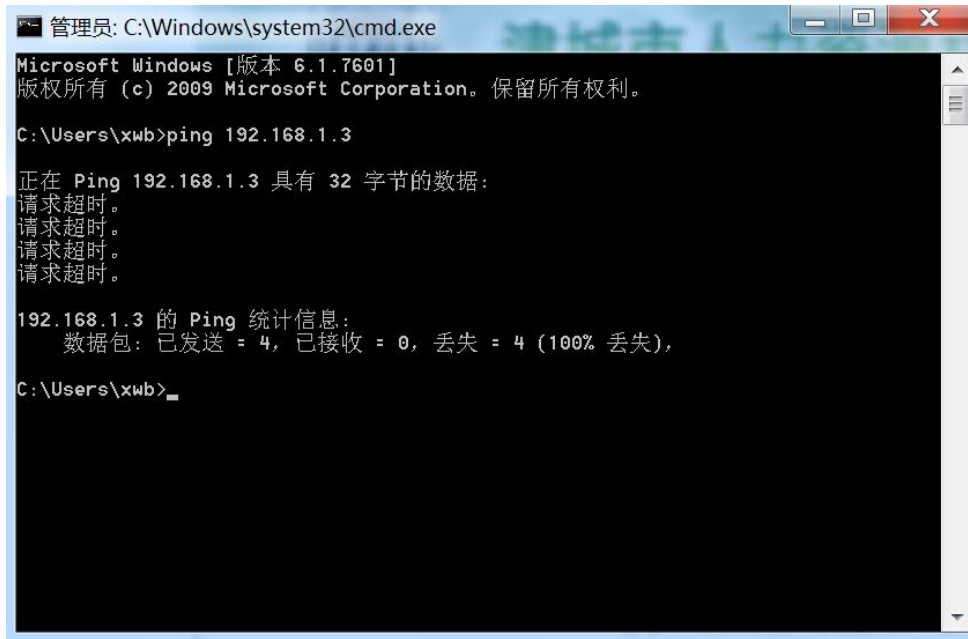 管理员: C:\Windows\system32\cmd.exe
Microsoft Windows [版本 6.1.7601]
版权所有 (c) 2009 Microsoft Corporation。保留所有权利。
C:\Users\xwb>ping 192.168.1.3
正在 Ping 192.168.1.3 具有 32 字节的数据:
请求超时。
请求超时。
请求超时。
请求超时。
192.168.1.3 的 Ping 统计信息:
数据包: 已发送 = 4，已接收 = 0，丢失 = 4 (100% 丢失)，
C:\Users\xwb>_